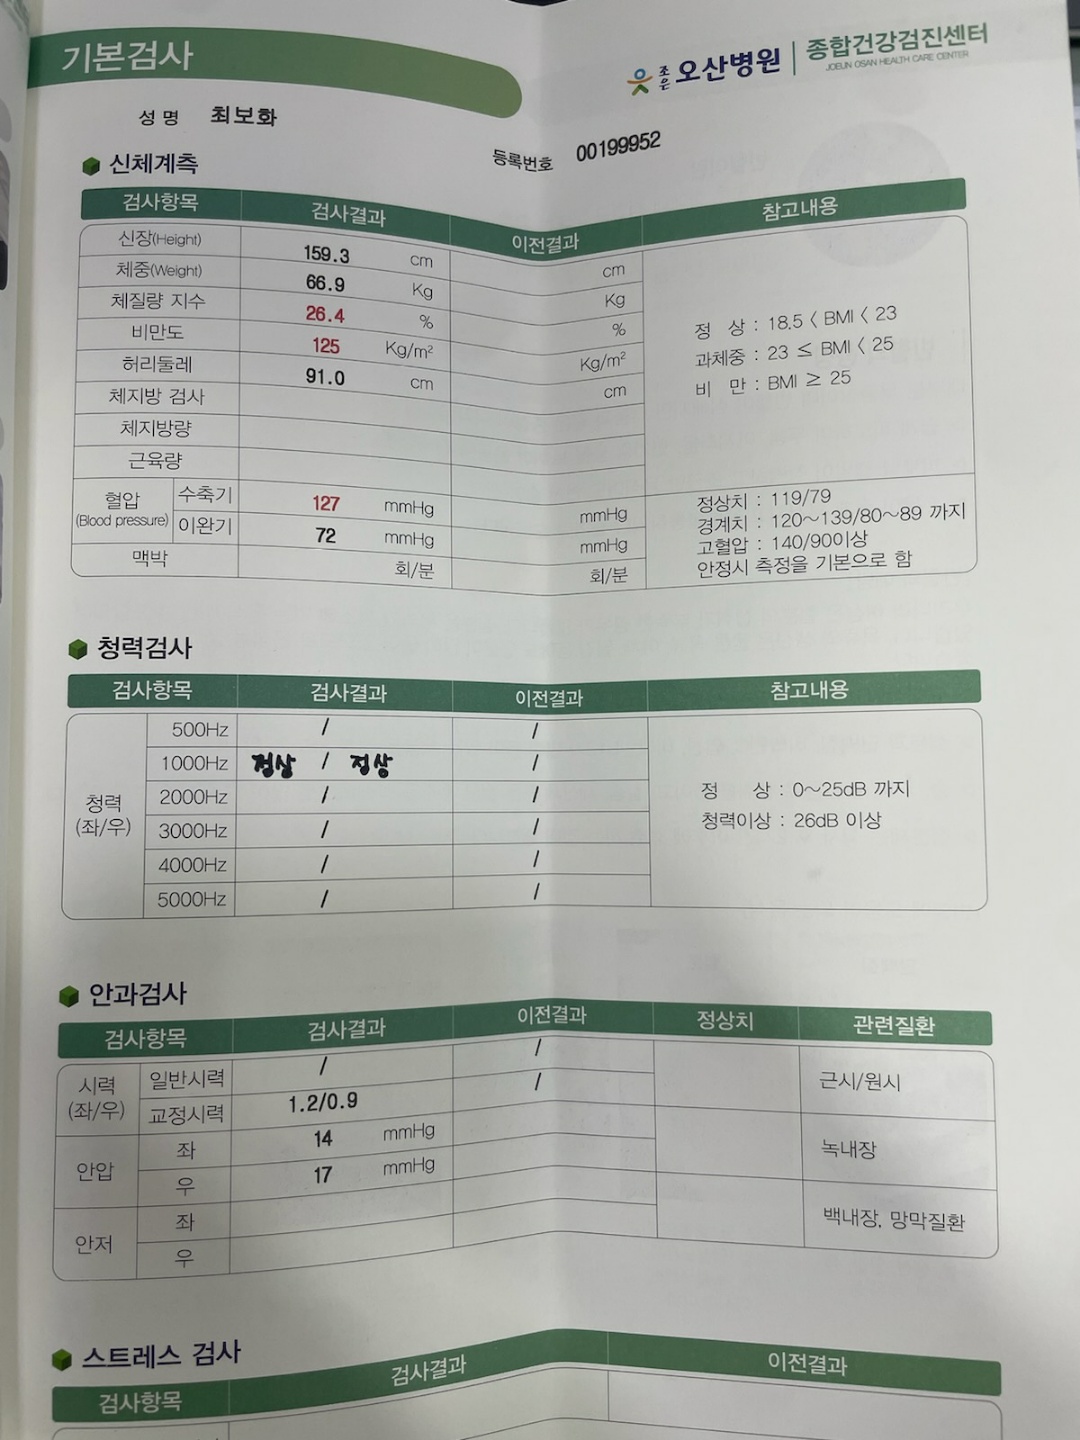 기본검사
조은 오산병원 | 종합건강검진센터
JOEUN OSAN HEALTH CARE CENTER
성 명 최보화
등록번호 00199952
신체계측
검사항목 검사결과 이전결과 참고내용
신장(Height) 159.3 cm cm
체중(Weight) 66.9 Kg Kg
체질량 지수 26.4 % %
비만도 125 Kg/m² Kg/m²
허리둘레 91.0 cm cm
체지방 검사
체지방량
근육량
정 상 : 18.5 < BMI < 23
과체중 : 23 ≤ BMI < 25
비 만 : BMI ≥ 25
혈압 (Blood pressure) 수축기 127 mmHg mmHg
이완기 72 mmHg mmHg
맥박 회/분 회/분
정상치 : 119/79
경계치 : 120~139/80~89 까지
고혈압 : 140/90이상
안정시 측정을 기본으로 함
청력검사
검사항목 검사결과 이전결과 참고내용
청력 (좌/우)
500Hz / /
1000Hz 정상 / 정상 /
2000Hz / /
3000Hz / /
4000Hz / /
5000Hz / /
정 상 : 0~25dB 까지
청력이상 : 26dB 이상
안과검사
검사항목 검사결과 이전결과 정상치 관련질환
시력 (좌/우) 일반시력 / / 근시/원시
교정시력 1.2/0.9 /
안압 좌 14 mmHg 녹내장
우 17 mmHg
안저 좌 백내장, 망막질환
우
스트레스 검사
검사항목 검사결과 이전결과